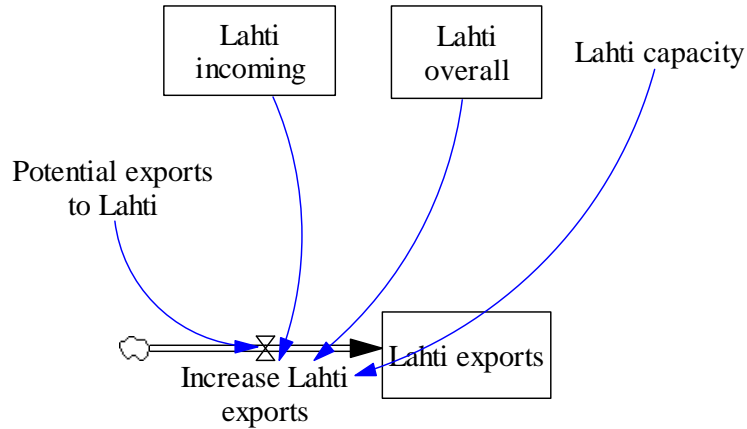 Lahti
incoming
Lahti
overall
Lahti capacity
Potential exports
to Lahti
Lahti exports
Increase Lahti
exports